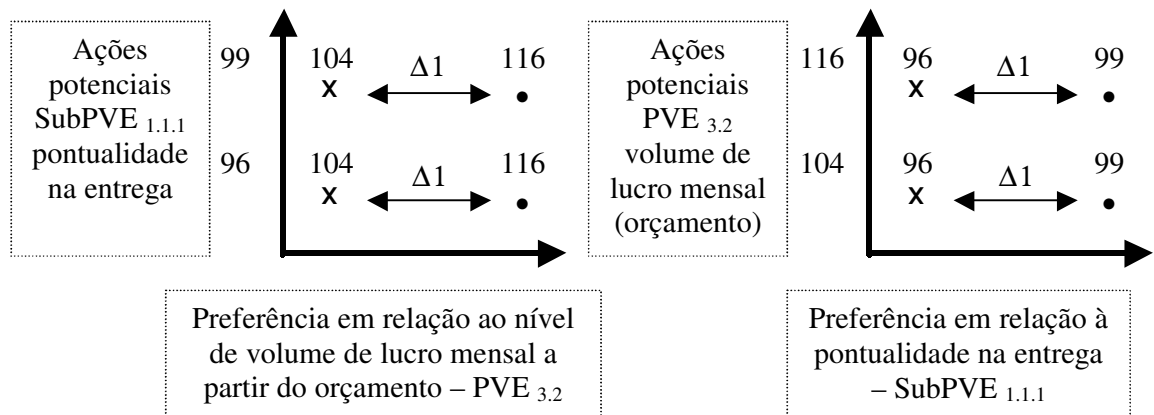 Ações
potenciais
SubPVE 1.1.1
pontualidade
na entrega
99 104 Δ1 116
x •
96 104 Δ1 116
x •
Preferência em relação ao nível
de volume de lucro mensal a
partir do orçamento – PVE 3.2
Ações
potenciais
PVE 3.2
volume de
lucro mensal
(orçamento)
116 96 Δ1 99
x •
104 96 Δ1 99
x •
Preferência em relação à
pontualidade na entrega
– SubPVE 1.1.1